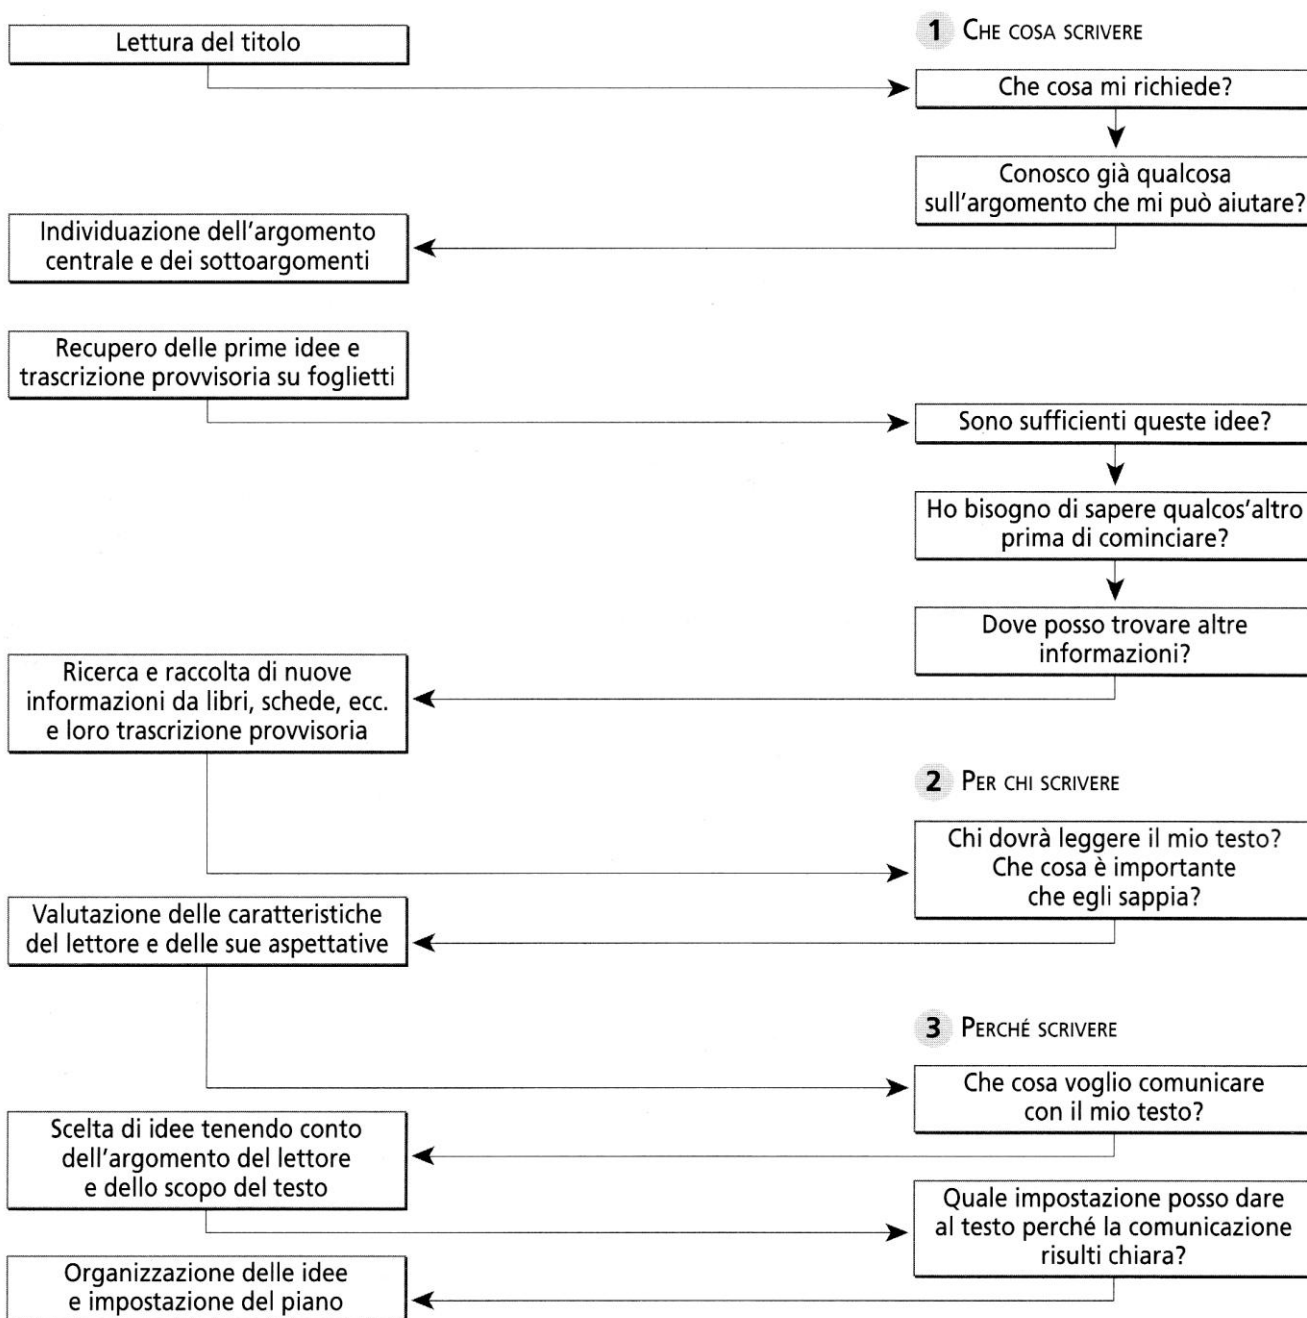 Lettura del titolo
1 CHE COSA SCRIVERE
Che cosa mi richiede?
Conosco già qualcosa
sull'argomento che mi può aiutare?
Individuazione dell'argomento
centrale e dei sottoargomenti
Recupero delle prime idee e
trascrizione provvisoria su foglietti
Sono sufficienti queste idee?
Ho bisogno di sapere qualcos'altro
prima di cominciare?
Dove posso trovare altre
informazioni?
Ricerca e raccolta di nuove
informazioni da libri, schede, ecc.
e loro trascrizione provvisoria
2 PER CHI SCRIVERE
Chi dovrà leggere il mio testo?
Che cosa è importante
che egli sappia?
Valutazione delle caratteristiche
del lettore e delle sue aspettative
3 PERCHÉ SCRIVERE
Che cosa voglio comunicare
con il mio testo?
Scelta di idee tenendo conto
dell'argomento del lettore
e dello scopo del testo
Quale impostazione posso dare
al testo perché la comunicazione
risulti chiara?
Organizzazione delle idee
e impostazione del piano